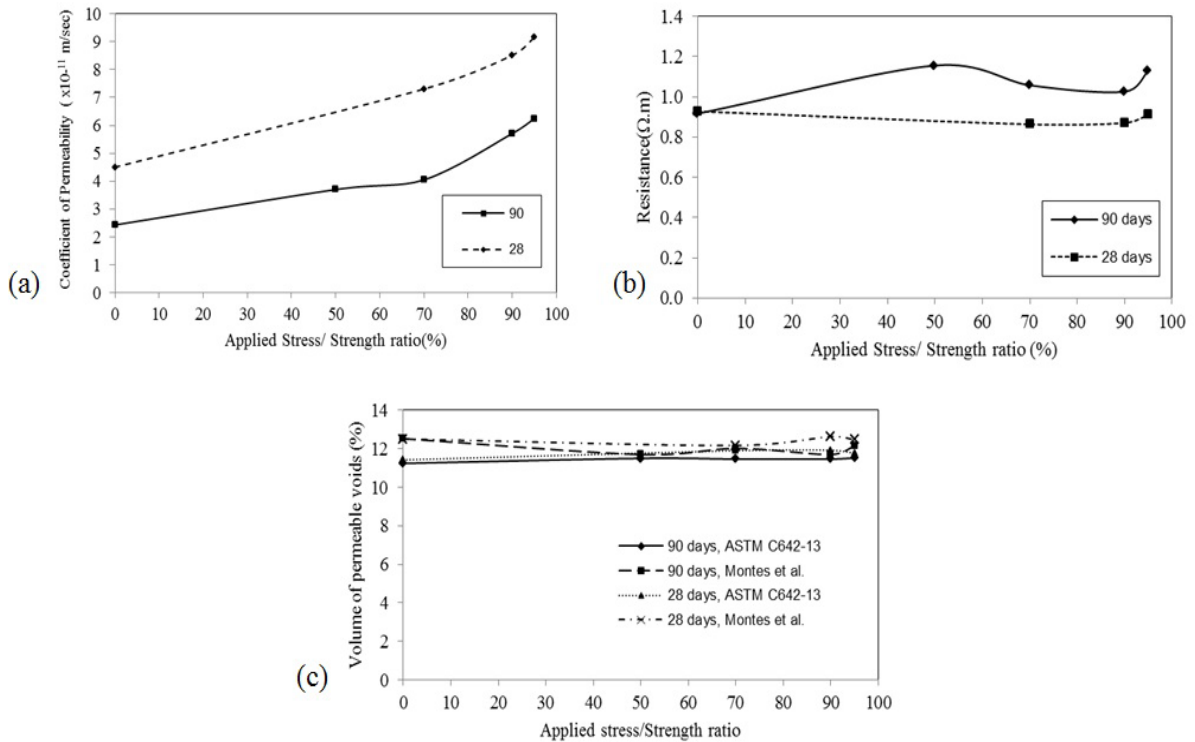 10
9
8
7
6
5
4
3
2
1
0
Coefficient of Permeability ( x10-¹¹ m/sec)
90
28
0 10 20 30 40 50 60 70 80 90 100
Applied Stress/ Strength ratio(%)
(a)
1.4
1.2
1.0
0.8
0.6
0.4
0.2
0.0
Resistance(Ω.m)
90 days
28 days
0 10 20 30 40 50 60 70 80 90 100
Applied Stress/ Strength ratio (%)
(b)
14
12
10
8
6
4
2
0
Volume of permeable voids (%)
90 days, ASTM C642-13
90 days, Montes et al.
28 days, ASTM C642-13
28 days, Montes et al.
0 10 20 30 40 50 60 70 80 90 100
Applied stress/Strength ratio
(c)